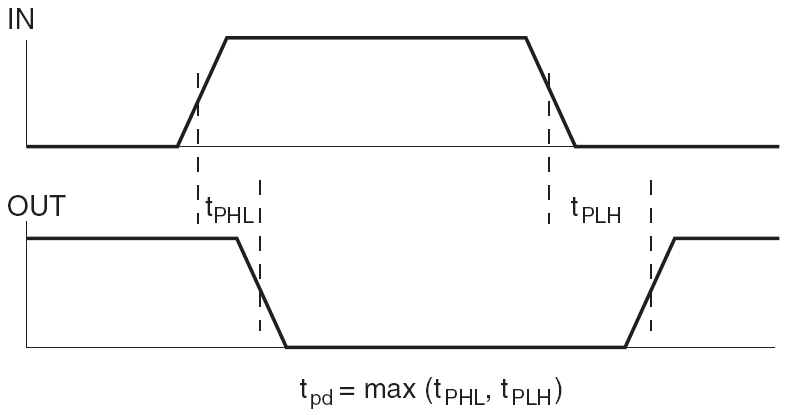 IN
OUT
tPHL
tPLH
tpd = max (tPHL, tPLH)